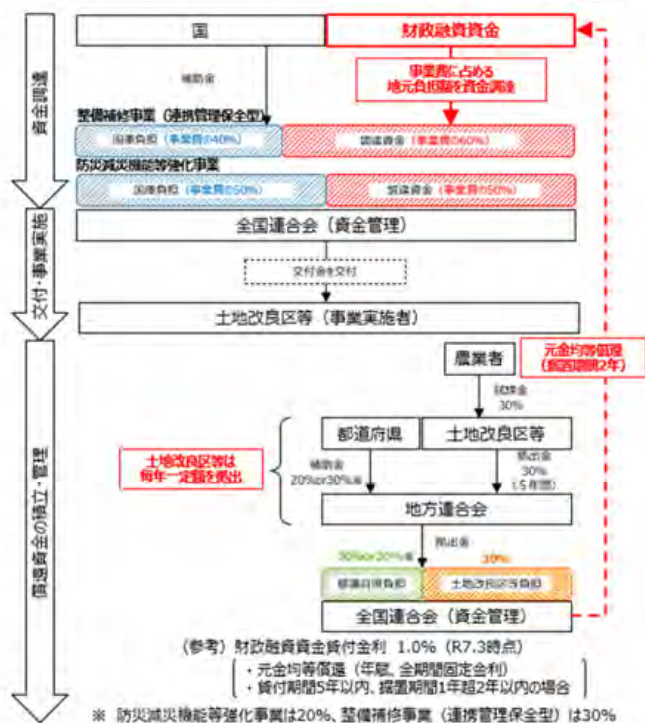 国
財政融資資金
補助金
事業費に占める
地元負担額を資金調達
資金調達
整備補修事業（連携管理保全型）
国庫負担（事業費の40%）
調達資金（事業費の60%）
防災減災機能等強化事業
国庫負担（事業費の50%）
調達資金（事業費の50%）
全国連合会（資金管理）
交付・事業実施
交付金を交付
土地改良区等（事業実施者）
農業者
元金均等償還
（据置期間2年）
賦課金
30%
都道府県
土地改良区等
土地改良区等は
毎年一定額を拠出
補助金
20%or30%※
拠出金
30%
（5年間）
地方連合会
調達資金の積立・管理
拠出金
30%
都道府県負担
土地改良区等負担
全国連合会（資金管理）
（参考）財政融資資金貸付金利 1.0%（R7.3時点）
・元金均等償還（年賦、全期間固定金利）
・貸付期間5年以内、据置期間1年超2年以内の場合
※ 防災減災機能等強化事業は20%、整備補修事業（連携管理保全型）は30%